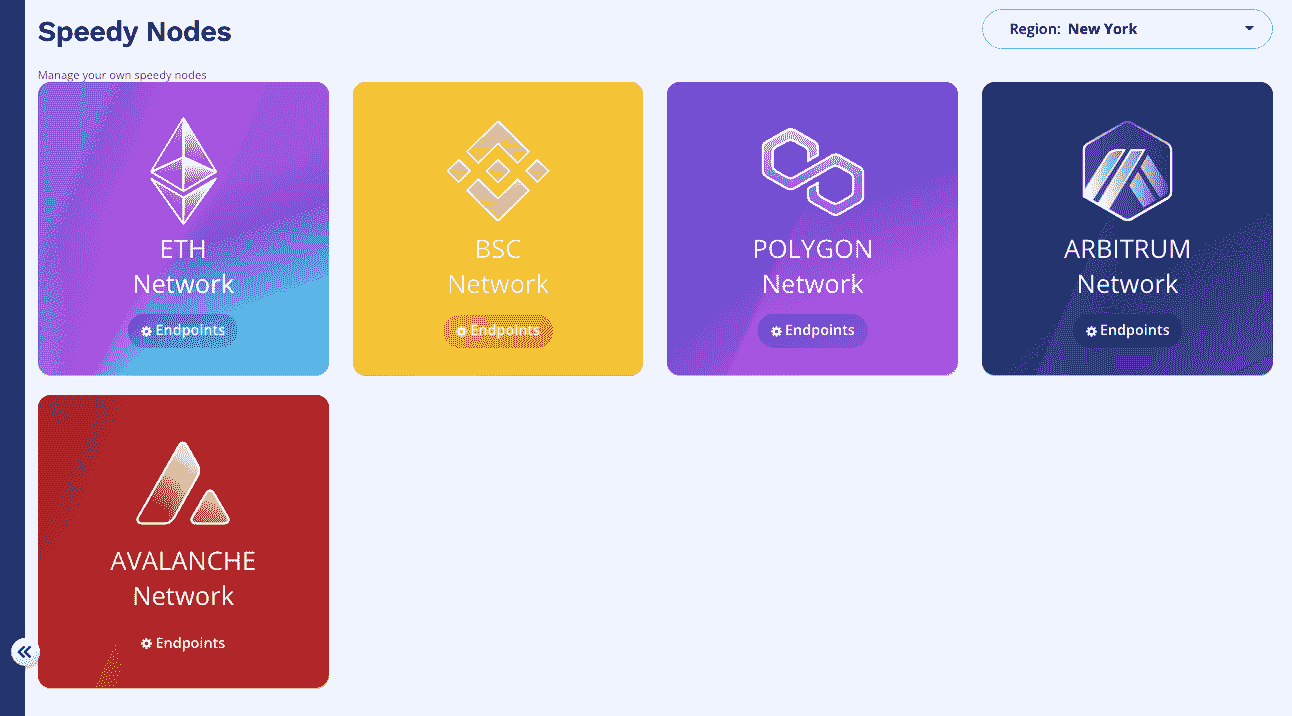 Speedy Nodes
Region: New York
Manage your own speedy nodes
ETH
Network
Endpoints
BSC
Network
Endpoints
POLYGON
Network
Endpoints
ARBITRUM
Network
Endpoints
AVALANCHE
Network
Endpoints